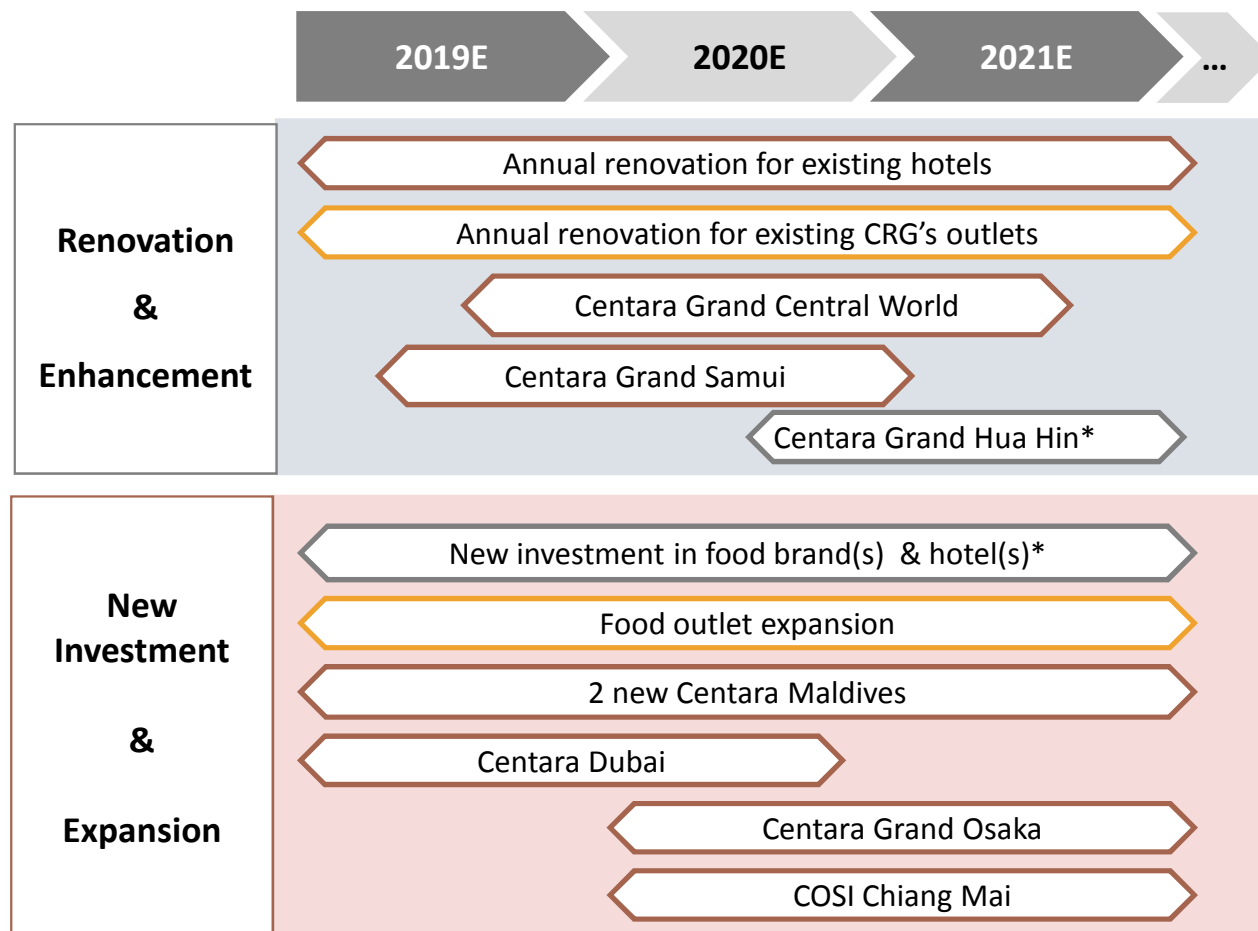 2019E
2020E
2021E
...
Renovation
&
Enhancement
Annual renovation for existing hotels
Annual renovation for existing CRG's outlets
Centara Grand Central World
Centara Grand Samui
Centara Grand Hua Hin*
New
Investment
&
Expansion
New investment in food brand(s) & hotel(s)*
Food outlet expansion
2 new Centara Maldives
Centara Dubai
Centara Grand Osaka
COSI Chiang Mai